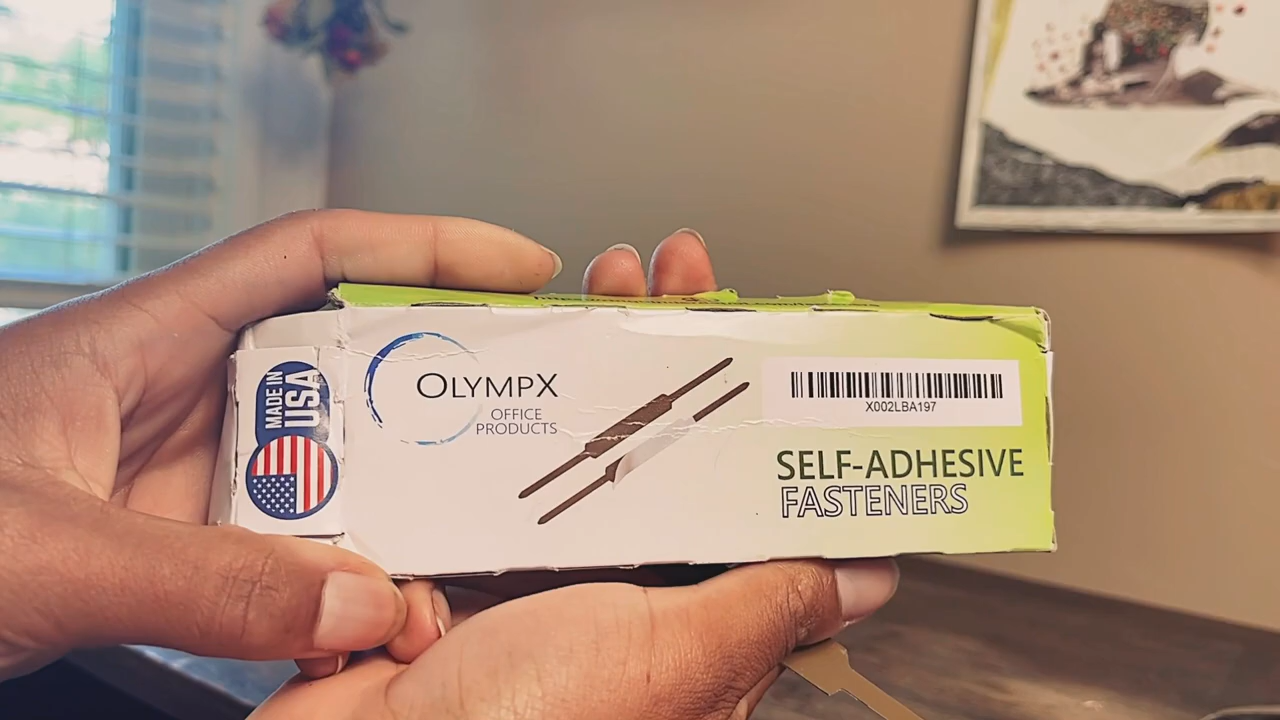 MADE IN
USA
OLYMPX
OFFICE
PRODUCTS
X002LBA197
SELF-ADHESIVE
FASTENERS